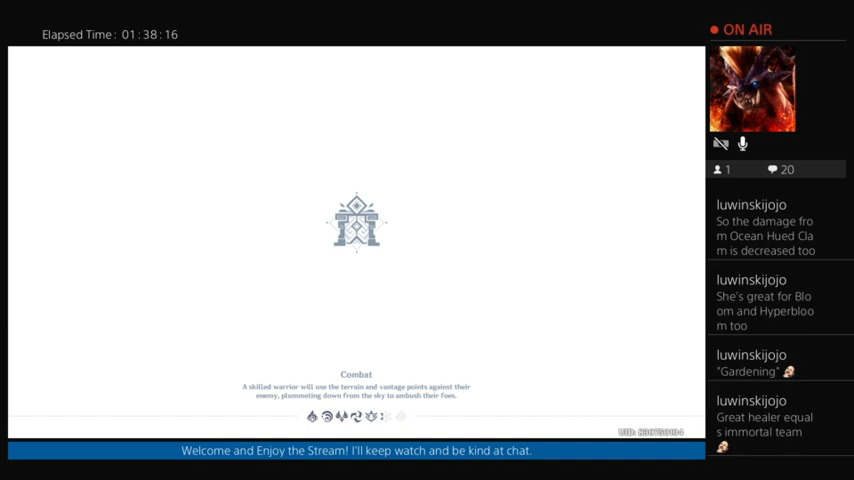 Elapsed Time: 01:38:16
ON AIR
1
20
luwinskijojo
So the damage fro
m Ocean Hued Cla
m is decreased too
luwinskijojo
She's great for Blo
om and Hyperbloo
m too
luwinskijojo
"Gardening"
luwinskijojo
Great healer equal
s immortal team
Combat
A skilled warrior will use the terrain and vantage points against their
enemy, plummeting down from the sky to ambush their foes.
Welcome and Enjoy the Stream! I'll keep watch and be kind at chat.